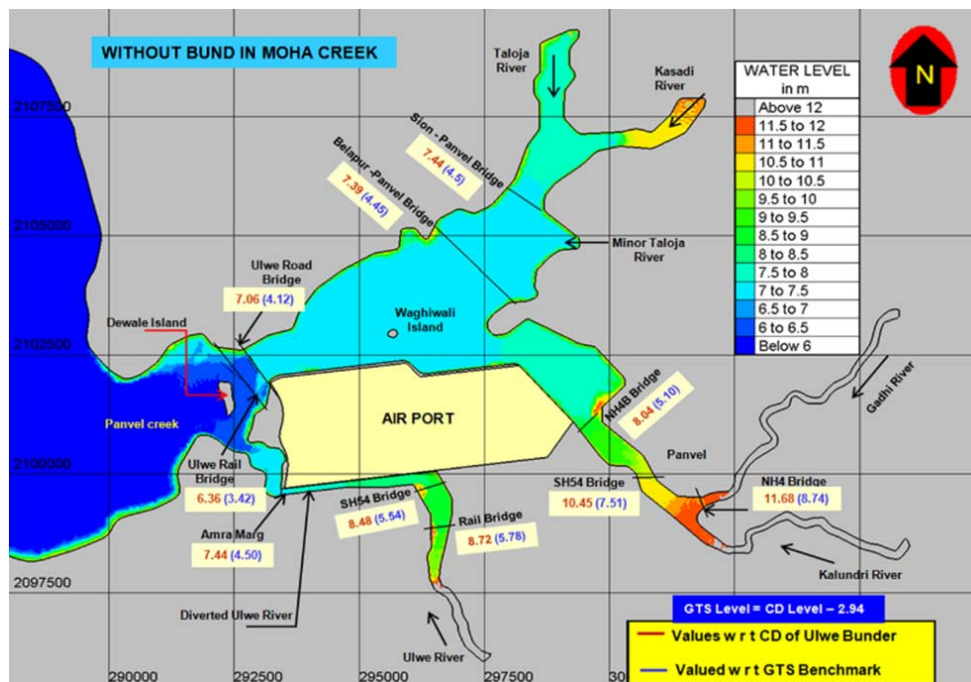 WITHOUT BUND IN MOHA CREEK
Taloja
River
Kasadi
River
N
WATER LEVEL
in m
Above 12
11.5 to 12
11 to 11.5
10.5 to 11
10 to 10.5
9.5 to 10
9 to 9.5
8.5 to 9
8 to 8.5
7.5 to 8
7 to 7.5
6.5 to 7
6 to 6.5
Below 6
2107500
Sion - Panvel Bridge
7.44 (4.5)
Belapur -Panvel Bridge
7.39 (4.45)
2105000
Minor Taloja
River
Ulwe Road
Bridge
7.06 (4.12)
Waghiwali
Island
Dewale Island
2102500
Gadhi River
NH4B Bridge
8.04 (5.10)
AIR PORT
Panvel creek
Panvel
2100000
Ulwe Rail
Bridge
6.36 (3.42)
SH54 Bridge
8.48 (5.54)
SH54 Bridge
10.45 (7.51)
NH4 Bridge
11.68 (8.74)
Amra Marg
7.44 (4.50)
Rail Bridge
8.72 (5.78)
Kalundri River
2097500
Diverted Ulwe River
Ulwe River
GTS Level = CD Level – 2.94
Values w r t CD of Ulwe Bunder
Valued w r t GTS Benchmark
290000
292500
295000
297500